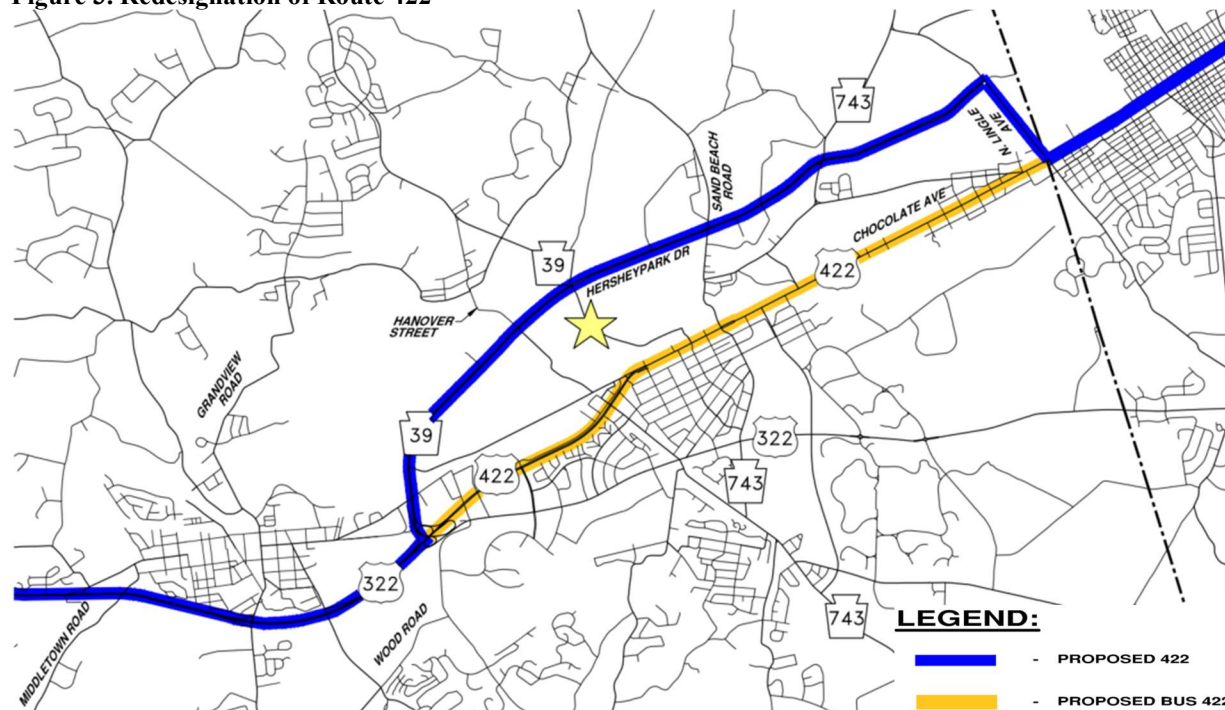 Figure 3: Redesignation of Route 422
743
N. LINGLE
AVE
SAND BEACH
ROAD
CHOCOLATE AVE
39
HERSHEYPARK DR
422
HANOVER
STREET
GRANDVIEW
ROAD
39
322
422
743
322
743
WOOD ROAD
MIDDLETOWN ROAD
LEGEND:
- PROPOSED 422
- PROPOSED BUS 422